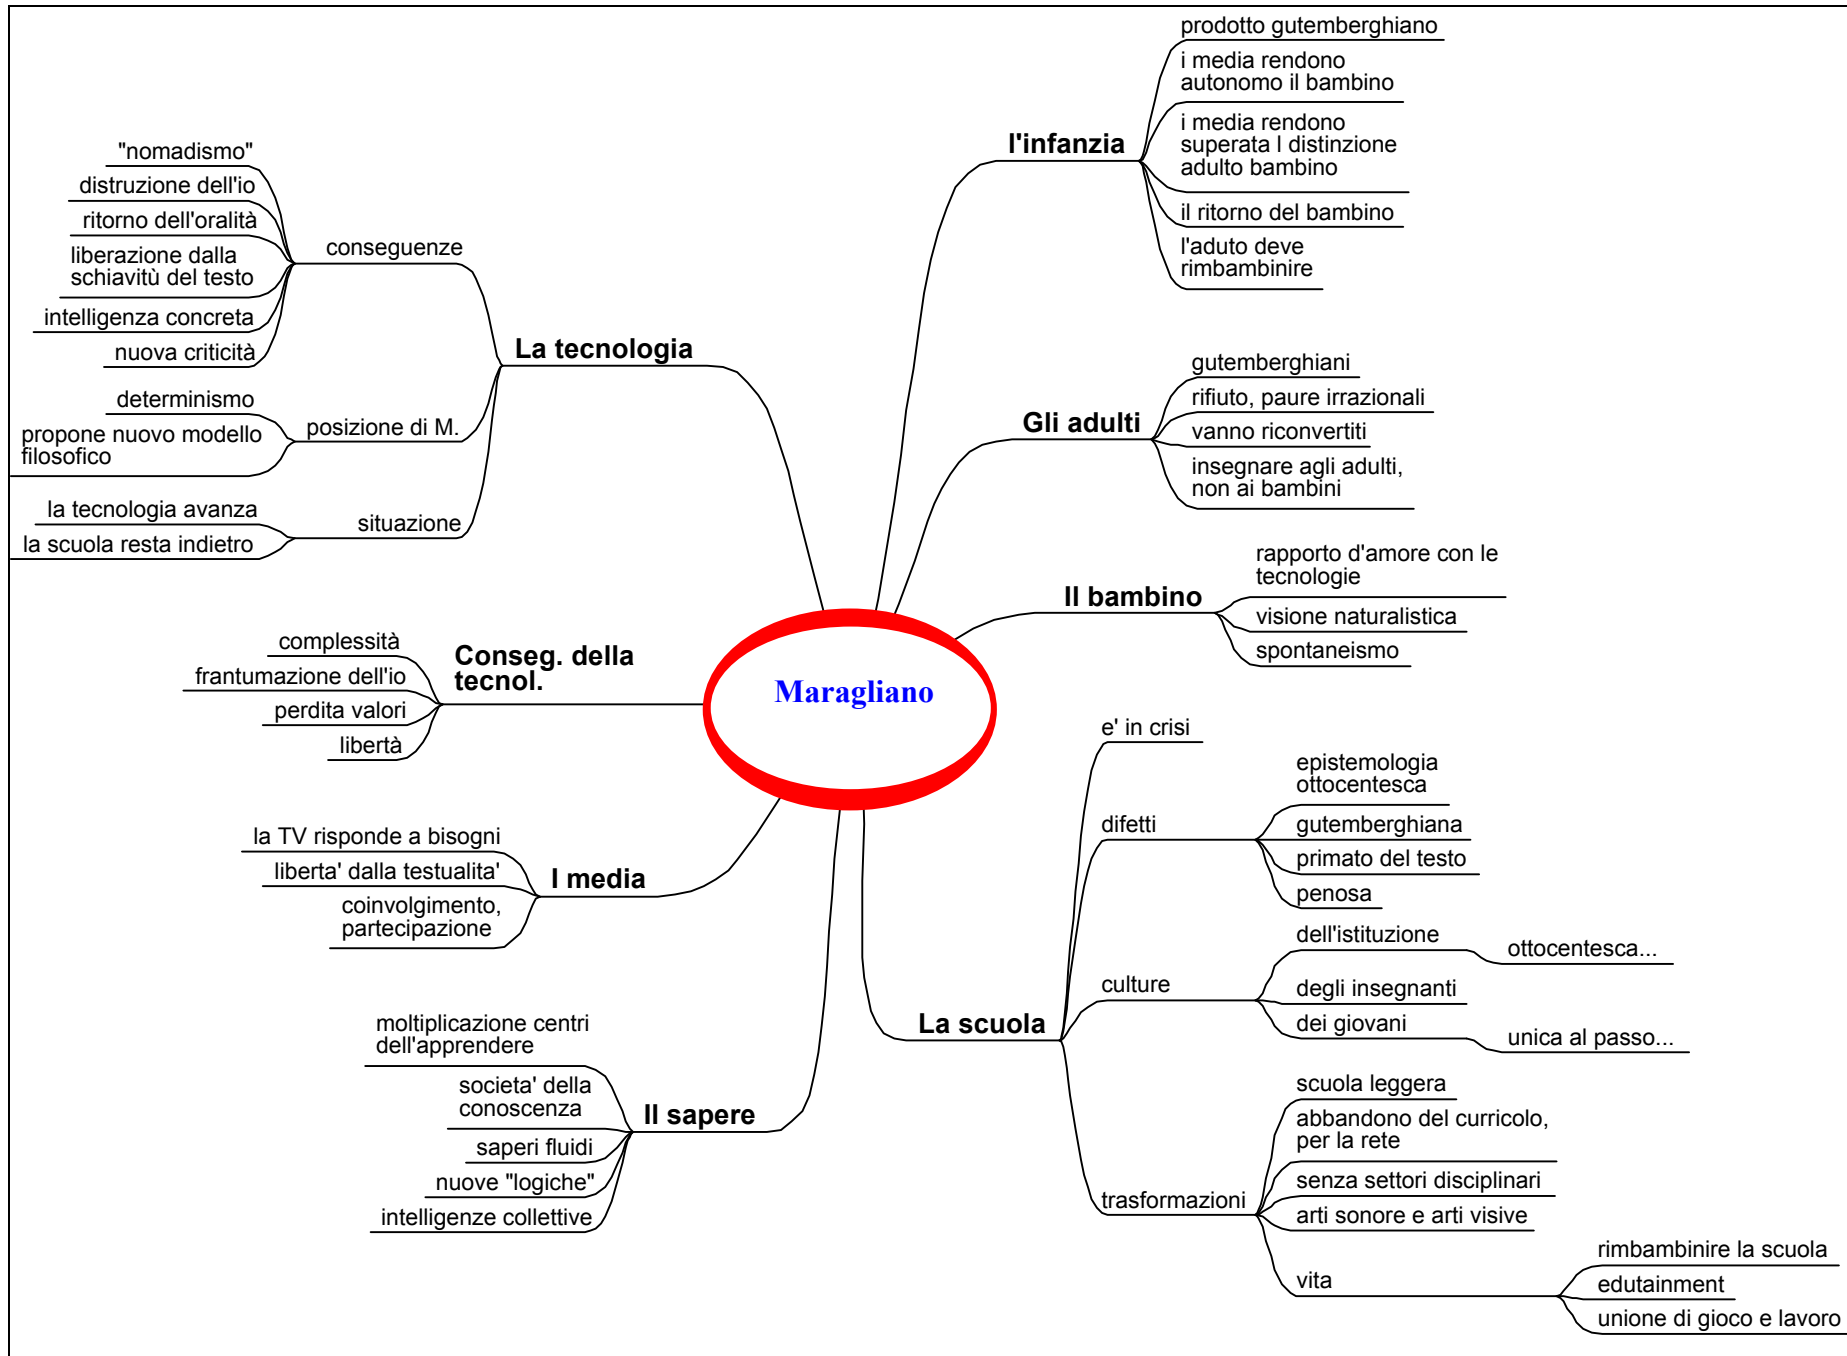 Maragliano
l'infanzia
prodotto gutemberghiano
i media rendono
autonomo il bambino
i media rendono
superata l distinzione
adulto bambino
il ritorno del bambino
l'aduto deve
rimbambinire
Gli adulti
gutemberghiani
rifiuto, paure irrazionali
vanno riconvertiti
insegnare agli adulti,
non ai bambini
Il bambino
rapporto d'amore con le
tecnologie
visione naturalistica
spontaneismo
La scuola
e' in crisi
difetti
epistemologia
ottocentesca
gutemberghiana
primato del testo
penosa
culture
dell'istituzione
ottocentesca...
degli insegnanti
dei giovani
unica al passo...
trasformazioni
scuola leggera
abbandono del curricolo,
per la rete
senza settori disciplinari
arti sonore e arti visive
vita
rimbambinire la scuola
edutainment
unione di gioco e lavoro
La tecnologia
conseguenze
"nomadismo"
distruzione dell'io
ritorno dell'oralità
liberazione dalla
schiavitù del testo
intelligenza concreta
nuova criticità
posizione di M.
determinismo
propone nuovo modello
filosofico
situazione
la tecnologia avanza
la scuola resta indietro
Conseg. della
tecnol.
complessità
frantumazione dell'io
perdita valori
libertà
I media
la TV risponde a bisogni
liberta' dalla testualita'
coinvolgimento,
partecipazione
Il sapere
moltiplicazione centri
dell'apprendere
societa' della
conoscenza
saperi fluidi
nuove "logiche"
intelligenze collettive